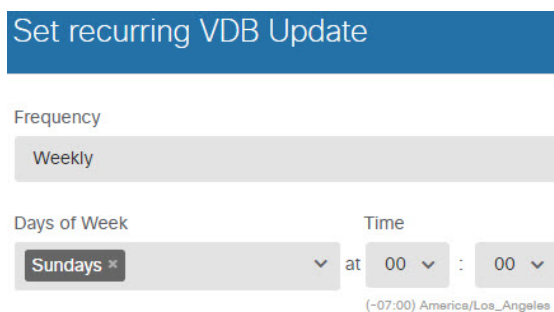 Set recurring VDB Update
Frequency
Weekly
Days of Week Time
Sundays × at 00 : 00
(-07:00) America/Los_Angeles